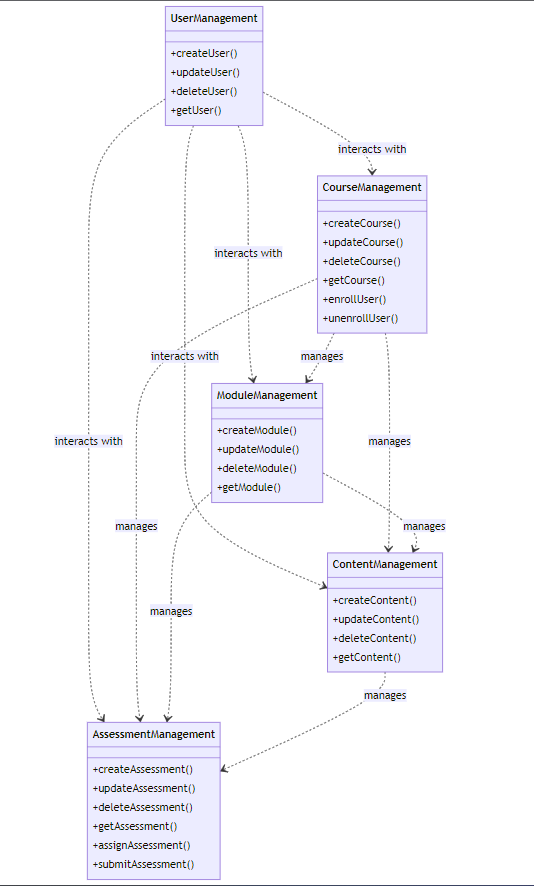 UserManagement
+createUser()
+updateUser()
+deleteUser()
+getUser()
interacts with
CourseManagement
+createCourse()
+updateCourse()
+deleteCourse()
+getCourse()
+enrollUser()
+unenrollUser()
interacts with
interacts with
manages
ModuleManagement
+createModule()
+updateModule()
+deleteModule()
+getModule()
interacts with
manages
manages
manages
ContentManagement
+createContent()
+updateContent()
+deleteContent()
+getContent()
manages
manages
AssessmentManagement
+createAssessment()
+updateAssessment()
+deleteAssessment()
+getAssessment()
+assignAssessment()
+submitAssessment()